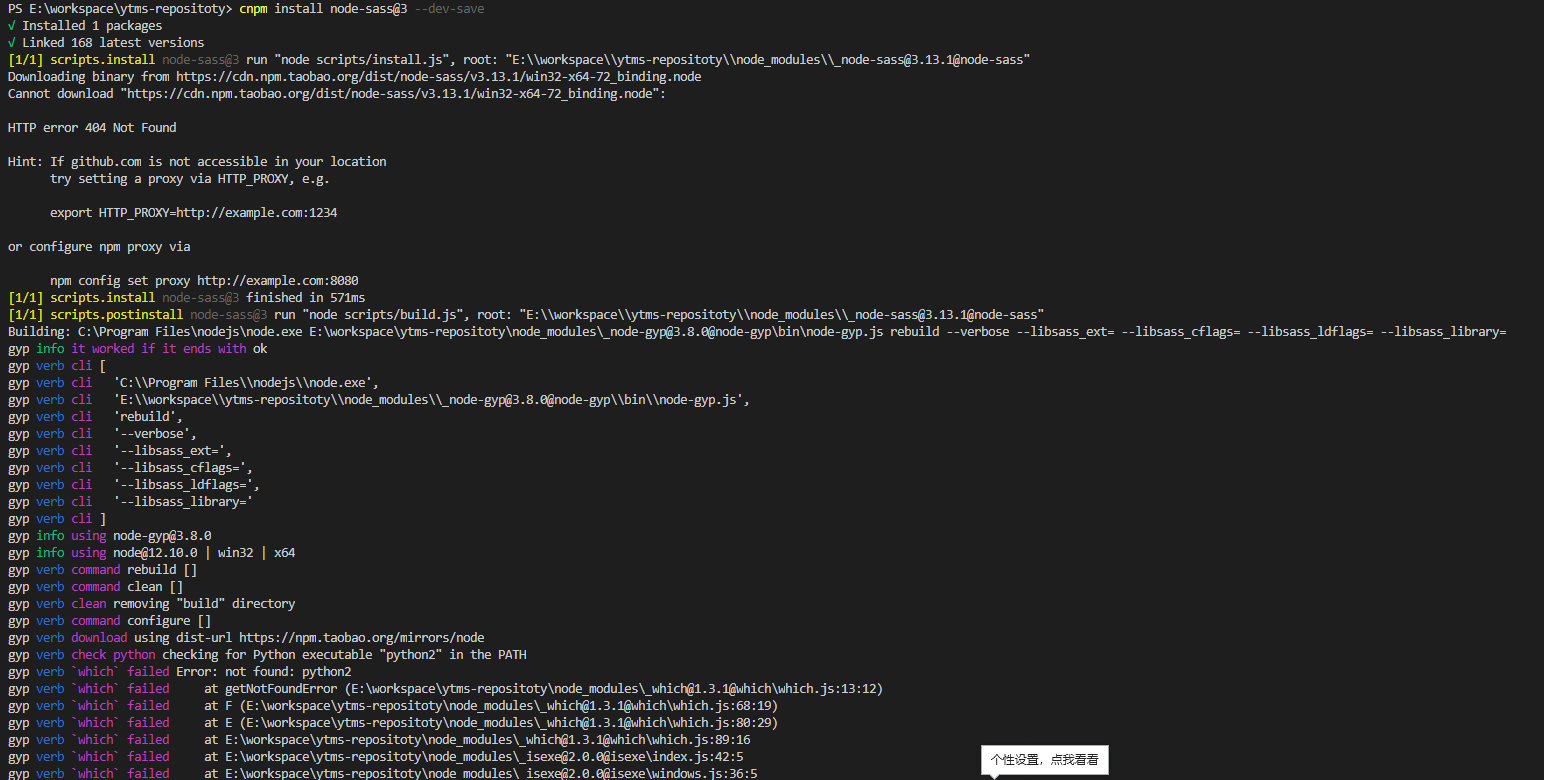 PS E:\workspace\ytms-repositoty> cnpm install node-sass@3 --dev-save
√ Installed 1 packages
√ Linked 168 latest versions
[1/1] scripts.install node-sass@3 run "node scripts/install.js", root: "E:\\workspace\\ytms-repositoty\\node_modules\\_node-sass@3.13.1@node-sass"
Downloading binary from https://cdn.npm.taobao.org/dist/node-sass/v3.13.1/win32-x64-72_binding.node
Cannot download "https://cdn.npm.taobao.org/dist/node-sass/v3.13.1/win32-x64-72_binding.node":
HTTP error 404 Not Found
Hint: If github.com is not accessible in your location
try setting a proxy via HTTP_PROXY, e.g.
export HTTP_PROXY=http://example.com:1234
or configure npm proxy via
npm config set proxy http://example.com:8080
[1/1] scripts.install node-sass@3 finished in 571ms
[1/1] scripts.postinstall node-sass@3 run "node scripts/build.js", root: "E:\\workspace\\ytms-repositoty\\node_modules\\_node-sass@3.13.1@node-sass"
Building: C:\Program Files\nodejs\node.exe E:\workspace\ytms-repositoty\node_modules\_node-gyp@3.8.0@node-gyp\bin\node-gyp.js rebuild --verbose --libsass_ext= --libsass_cflags= --libsass_ldflags= --libsass_library=
gyp info it worked if it ends with ok
gyp verb cli [
gyp verb cli   'C:\\Program Files\\nodejs\\node.exe',
gyp verb cli   'E:\\workspace\\ytms-repositoty\\node_modules\\_node-gyp@3.8.0@node-gyp\\bin\\node-gyp.js',
gyp verb cli   'rebuild',
gyp verb cli   '--verbose',
gyp verb cli   '--libsass_ext=',
gyp verb cli   '--libsass_cflags=',
gyp verb cli   '--libsass_ldflags=',
gyp verb cli   '--libsass_library='
gyp verb cli ]
gyp info using node-gyp@3.8.0
gyp info using node@12.10.0 | win32 | x64
gyp verb command rebuild []
gyp verb command clean []
gyp verb clean removing "build" directory
gyp verb command configure []
gyp verb download using dist-url https://npm.taobao.org/mirrors/node
gyp verb check python checking for Python executable "python2" in the PATH
gyp verb `which` failed Error: not found: python2
gyp verb `which` failed     at getNotFoundError (E:\workspace\ytms-repositoty\node_modules\_which@1.3.1@which\which.js:13:12)
gyp verb `which` failed     at F (E:\workspace\ytms-repositoty\node_modules\_which@1.3.1@which\which.js:68:19)
gyp verb `which` failed     at E (E:\workspace\ytms-repositoty\node_modules\_which@1.3.1@which\which.js:80:29)
gyp verb `which` failed     at E:\workspace\ytms-repositoty\node_modules\_which@1.3.1@which\which.js:89:16
gyp verb `which` failed     at E:\workspace\ytms-repositoty\node_modules\_isexe@2.0.0@isexe\index.js:42:5
gyp verb `which` failed     at E:\workspace\ytms-repositoty\node_modules\_isexe@2.0.0@isexe\windows.js:36:5
个性设置，点我看看